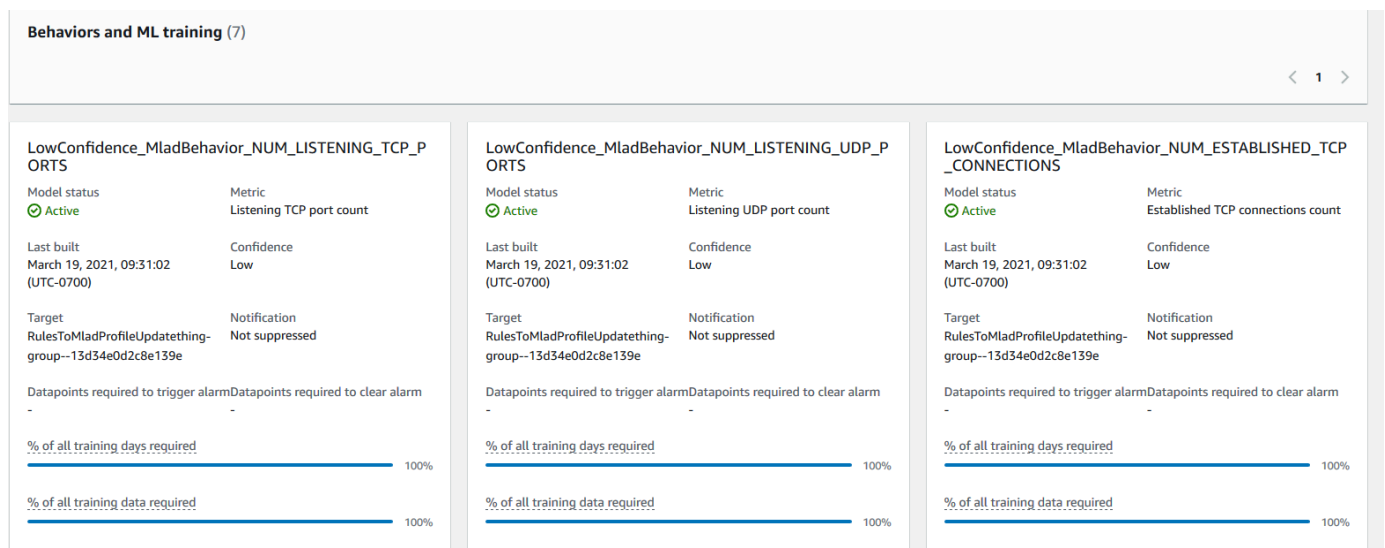 Behaviors and ML training (7)
1
LowConfidence_MladBehavior_NUM_LISTENING_TCP_P
ORTS
Model status
Metric
Active
Listening TCP port count
Last built
Confidence
March 19, 2021, 09:31:02
(UTC-0700)
Low
Target
Notification
RulesToMladProfileUpdatething-
group--13d34e0d2c8e139e
Not suppressed
Datapoints required to trigger alarm
Datapoints required to clear alarm
-
-
% of all training days required
100%
% of all training data required
100%
LowConfidence_MladBehavior_NUM_LISTENING_UDP_P
ORTS
Model status
Metric
Active
Listening UDP port count
Last built
Confidence
March 19, 2021, 09:31:02
(UTC-0700)
Low
Target
Notification
RulesToMladProfileUpdatething-
group--13d34e0d2c8e139e
Not suppressed
Datapoints required to trigger alarm
Datapoints required to clear alarm
-
-
% of all training days required
100%
% of all training data required
100%
LowConfidence_MladBehavior_NUM_ESTABLISHED_TCP
_CONNECTIONS
Model status
Metric
Active
Established TCP connections count
Last built
Confidence
March 19, 2021, 09:31:02
(UTC-0700)
Low
Target
Notification
RulesToMladProfileUpdatething-
group--13d34e0d2c8e139e
Not suppressed
Datapoints required to trigger alarm
Datapoints required to clear alarm
-
-
% of all training days required
100%
% of all training data required
100%